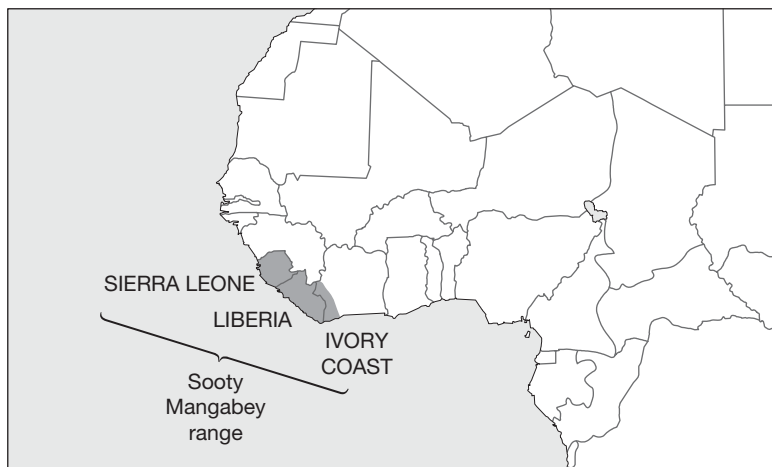 SIERRA LEONE
LIBERIA
IVORY
COAST
Sooty
Mangabey
range